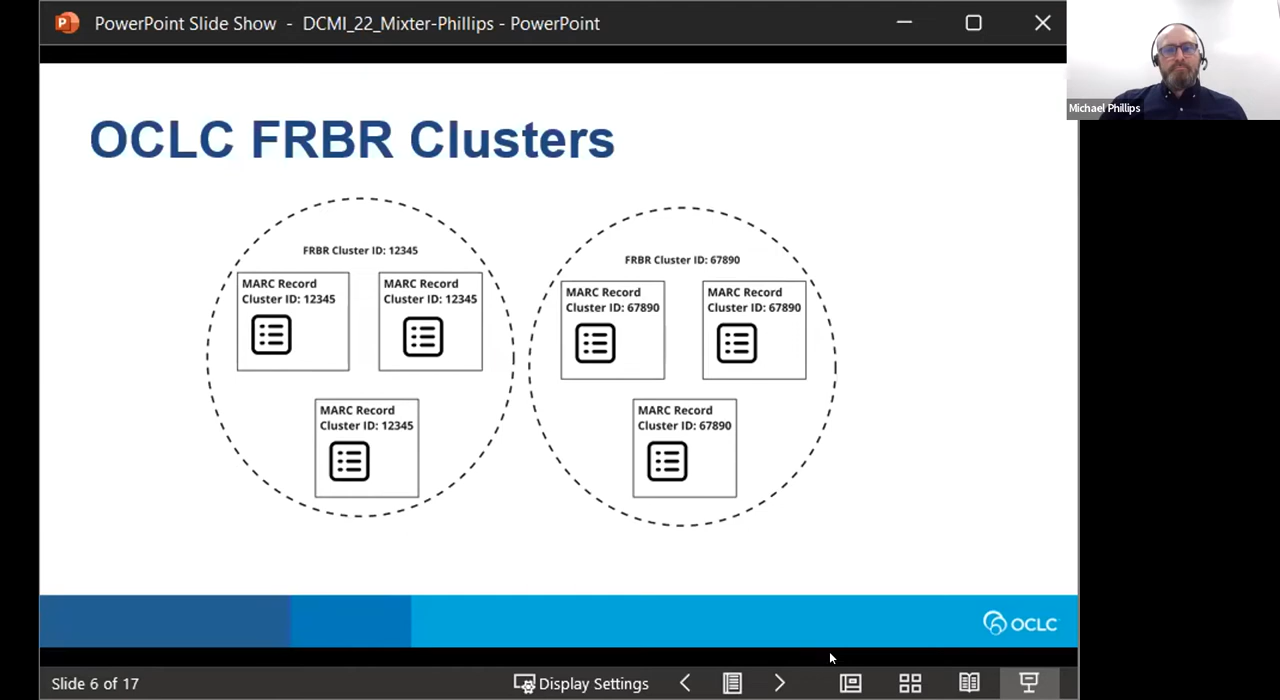 PowerPoint Slide Show - DCMI_22_Mixter-Phillips - PowerPoint
Michael Phillips
OCLC FRBR Clusters
FRBR Cluster ID: 12345
MARC Record
Cluster ID: 12345
MARC Record
Cluster ID: 12345
MARC Record
Cluster ID: 12345
FRBR Cluster ID: 67890
MARC Record
Cluster ID: 67890
MARC Record
Cluster ID: 67890
MARC Record
Cluster ID: 67890
OCLC
Slide 6 of 17
Display Settings